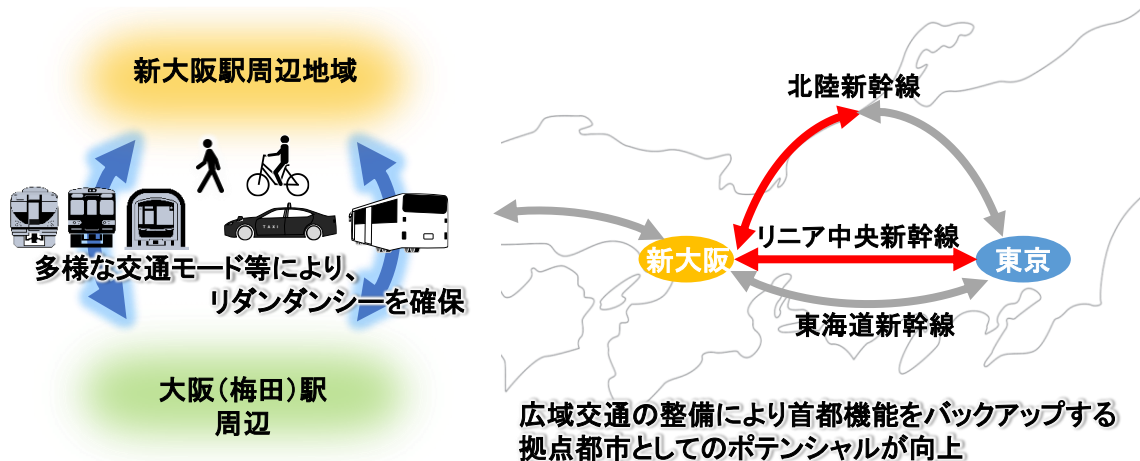 新大阪駅周辺地域
TAXI
多様な交通モード等により、
リダンダンシーを確保
大阪（梅田）駅
周辺
北陸新幹線
リニア中央新幹線
新大阪
東京
東海道新幹線
広域交通の整備により首都機能をバックアップする
拠点都市としてのポテンシャルが向上